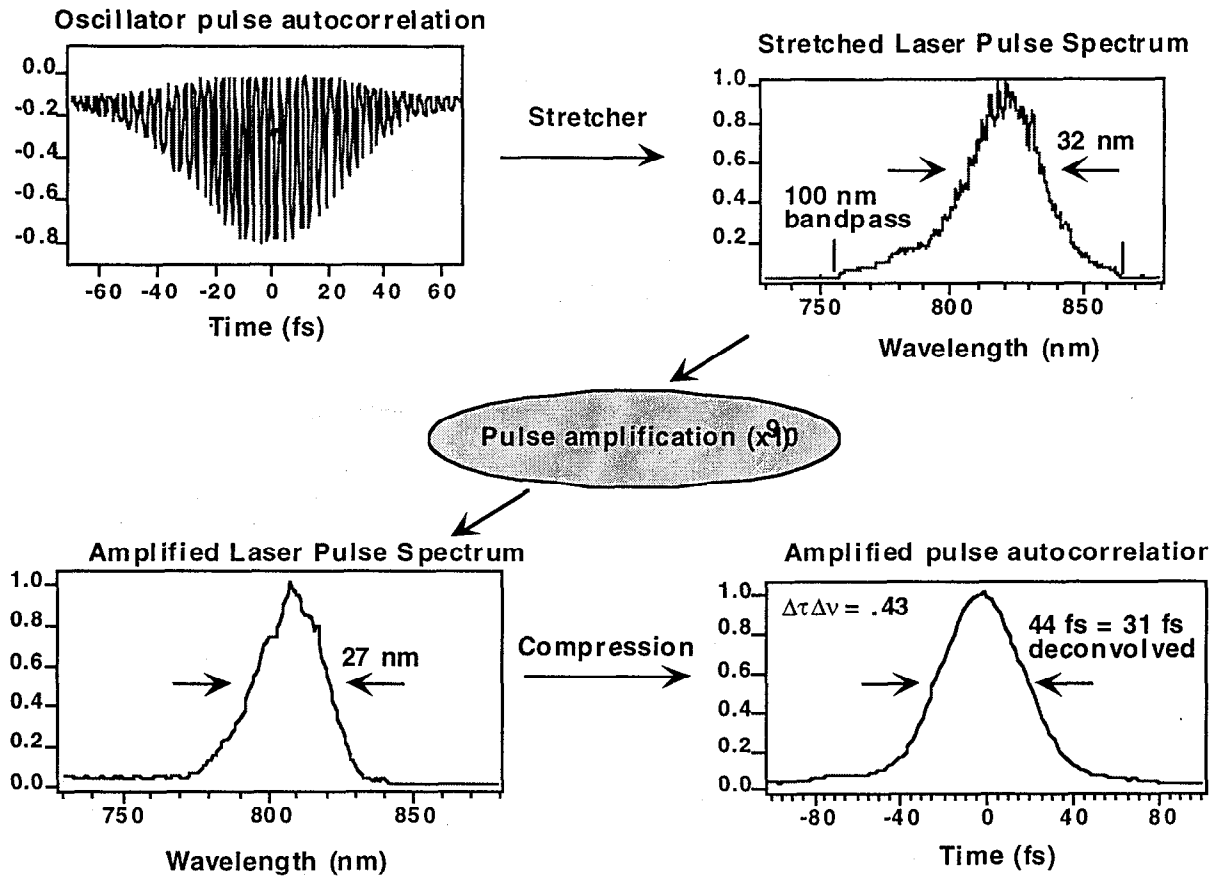 Oscillator pulse autocorrelation
0.0
-0.2
-0.4
-0.6
-0.8
-60 -40 -20 0 20 40 60
Time (fs)
Stretcher
Stretched Laser Pulse Spectrum
1.0
0.8
0.6
0.4
0.2
32 nm
100 nm
bandpass
750 800 850
Wavelength (nm)
Pulse amplification (x10
9
)
Amplified Laser Pulse Spectrum
1.0
0.8
0.6
0.4
0.2
0.0
27 nm
750 800 850
Wavelength (nm)
Compression
Amplified pulse autocorrelation
1.0
0.8
0.6
0.4
0.2
0.0
ΔτΔν = .43
44 fs = 31 fs
deconvolved
-80 -40 0 40 80
Time (fs)